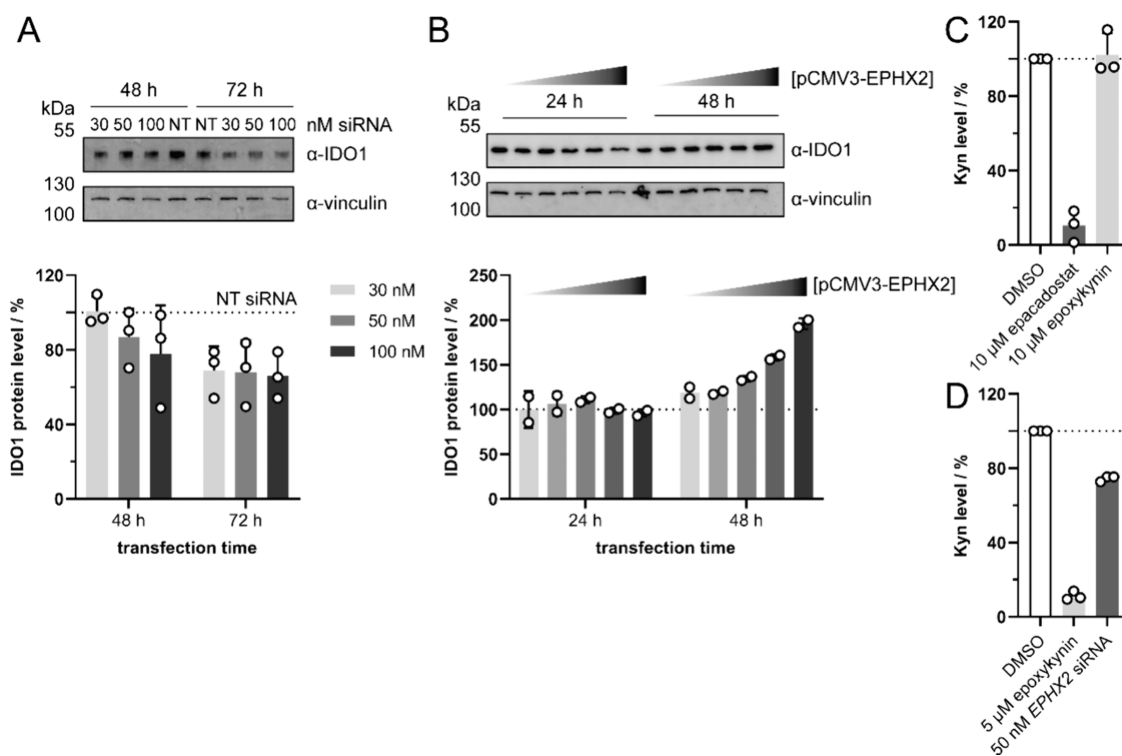 A
48 h 72 h
kDa
55
30 50 100 NT NT 30 50 100 nM siRNA
α-IDO1
130
100
α-vinculin
120
80
40
0
IDO1 protein level / %
NT siRNA
48 h 72 h
transfection time
30 nM
50 nM
100 nM
B
[pCMV3-EPHX2]
24 h 48 h
kDa
55
α-IDO1
130
100
α-vinculin
250
200
150
100
50
0
IDO1 protein level / %
[pCMV3-EPHX2]
24 h 48 h
transfection time
C
120
80
40
0
Kyn level / %
DMSO
10 µM epacadostat
10 µM epoxykynin
D
120
80
40
0
Kyn level / %
DMSO
5 µM epoxykynin
50 nM EPHX2 siRNA